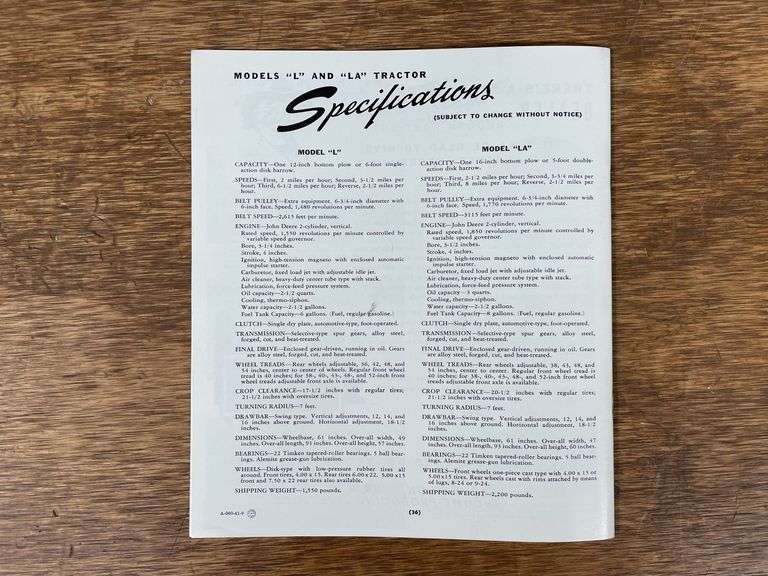 MODELS "L" AND "LA" TRACTOR
Specifications
(SUBJECT TO CHANGE WITHOUT NOTICE)
MODEL "L"
CAPACITY—One 12-inch bottom plow or 6-foot single-
action disk harrow.
SPEEDS—First, 2 miles per hour; Second, 3-1/2 miles per
hour; Third, 6-1/2 miles per hour; Reverse, 2-1/2 miles per
hour.
BELT PULLEY—Extra equipment. 6-3/4-inch diameter with
6-inch face. Speed, 1,480 revolutions per minute.
BELT SPEED—2,615 feet per minute.
ENGINE—John Deere 2-cylinder, vertical.
Rated speed, 1,550 revolutions per minute controlled by
variable speed governor.
Bore, 3-1/4 inches.
Stroke, 4 inches.
Ignition, high-tension magneto with enclosed automatic
impulse starter.
Carburetor, fixed load jet with adjustable idle jet.
Air cleaner, heavy-duty center tube type with stack.
Lubrication, force-feed pressure system.
Oil capacity—2-1/2 quarts.
Cooling, thermo-siphon.
Water capacity—2-1/2 gallons.
Fuel Tank Capacity—6 gallons. (Fuel, regular gasoline.)
CLUTCH—Single dry plate, automotive-type, foot-operated.
TRANSMISSION—Selective-type spur gears, alloy steel,
forged, cut, and heat-treated.
FINAL DRIVE—Enclosed gear-driven, running in oil. Gears
are alloy steel, forged, cut, and heat-treated.
WHEEL TREADS—Rear wheels adjustable, 36, 42, 48, and
54 inches, center to center of wheels. Regular front wheel
tread is 40 inches; for 38-, 40-, 43-, 48-, and 52-inch front
wheel treads adjustable front axle is available.
CROP CLEARANCE—17-1/2 inches with regular tires;
21-1/2 inches with oversize tires.
TURNING RADIUS—7 feet.
DRAWBAR—Swing type. Vertical adjustments, 12, 14, and
16 inches above ground. Horizontal adjustment, 18-1/2
inches.
DIMENSIONS—Wheelbase, 61 inches. Over-all width, 49
inches. Over-all length, 91 inches. Over-all height, 57 inches.
BEARINGS—22 Timken tapered-roller bearings. 5 ball bear-
ings. Alemite grease-gun lubrication.
WHEELS—Disk-type with low-pressure rubber tires all
around. Front tires, 4.00 x 15. Rear tires 6.00 x 22. 5.00 x 15
front and 7.50 x 22 rear tires also available.
SHIPPING WEIGHT—1,550 pounds.
MODEL "LA"
CAPACITY—One 16-inch bottom plow or 5-foot double-
action disk harrow.
SPEEDS—First, 2-1/2 miles per hour; Second, 3-3/4 miles per
hour; Third, 8 miles per hour; Reverse, 2-1/2 miles per
hour.
BELT PULLEY—Extra equipment. 6-3/4-inch diameter with
6-inch face. Speed, 1,770 revolutions per minute.
BELT SPEED—3115 feet per minute.
ENGINE—John Deere 2-cylinder, vertical.
Rated speed, 1,850 revolutions per minute controlled by
variable speed governor.
Bore, 3-1/2 inches.
Stroke, 4 inches.
Ignition, high-tension magneto with enclosed automatic
impulse starter.
Carburetor, fixed load jet with adjustable idle jet.
Air cleaner, heavy-duty center tube type with stack.
Lubrication, force-feed pressure system.
Oil capacity—3 quarts.
Cooling, thermo-siphon.
Water capacity—2-1/2 gallons.
Fuel Tank Capacity—8 gallons. (Fuel, regular gasoline.)
CLUTCH—Single dry plate, automotive-type, foot-operated.
TRANSMISSION—Selective-type spur gears, alloy steel,
forged, cut, and heat-treated.
FINAL DRIVE—Enclosed gear-driven, running in oil. Gears
are alloy steel, forged, cut, and heat-treated.
WHEEL TREADS—Rear wheels adjustable, 38, 43, 48, and
54 inches, center to center. Regular front wheel tread is
40 inches; for 38-, 40-, 43-, 48-, and 52-inch front wheel
treads adjustable front axle is available.
CROP CLEARANCE—20-1/2 inches with regular tires;
21-1/2 inches with oversize tires.
TURNING RADIUS—7 feet.
DRAWBAR—Swing type. Vertical adjustments, 12, 14, and
16 inches above ground. Horizontal adjustment, 18-1/2
inches.
DIMENSIONS—Wheelbase, 61 inches. Over-all width, 47
inches. Over-all length, 93 inches. Over-all height, 60 inches.
BEARINGS—22 Timken tapered-roller bearings. 5 ball bear-
ings. Alemite grease-gun lubrication.
WHEELS—Front wheels one-piece cast type with 4.00 x 15 or
5.00x15 tires. Rear wheels cast with rims attached by means
of lugs, 8-24 or 9-24.
SHIPPING WEIGHT—2,200 pounds.
A-060-41-9
(36)